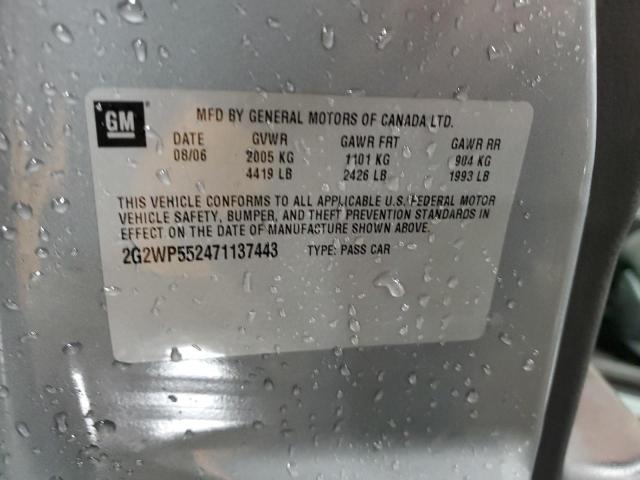 GM
MFD BY GENERAL MOTORS OF CANADA LTD.
DATE GVWR GAWR FRT GAWR RR
08/06 2005 KG 1101 KG 904 KG
4419 LB 2426 LB 1993 LB
THIS VEHICLE CONFORMS TO ALL APPLICABLE U.S. FEDERAL MOTOR
VEHICLE SAFETY, BUMPER, AND THEFT PREVENTION STANDARDS IN
EFFECT ON THE DATE OF MANUFACTURE SHOWN ABOVE.
2G2WP552471137443 TYPE: PASS CAR